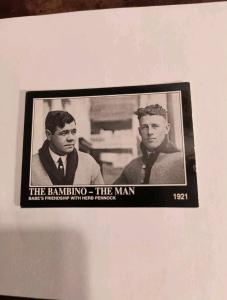 THE BAMBINO – THE MAN
BABE'S FRIENDSHIP WITH HERB PENNOCK
1921